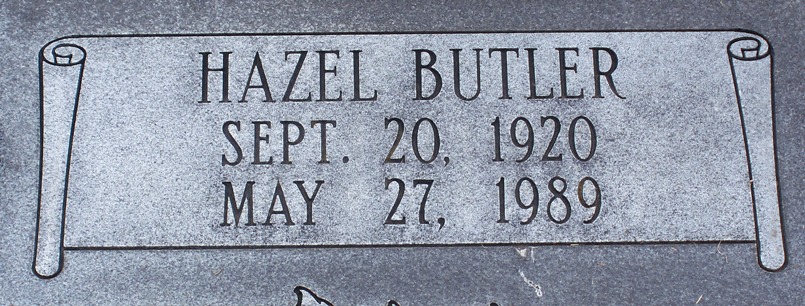 HAZEL BUTLER
SEPT. 20, 1920
MAY 27, 1989